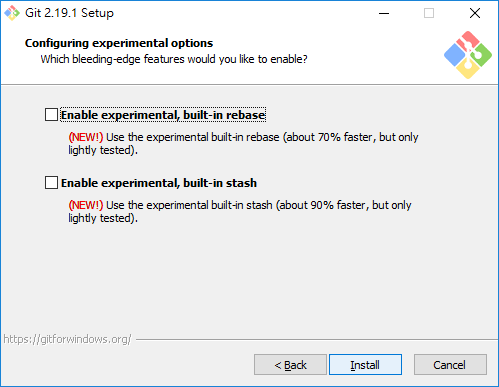 Git 2.19.1 Setup
Configuring experimental options
Which bleeding-edge features would you like to enable?
Enable experimental, built-in rebase
(NEW!) Use the experimental built-in rebase (about 70% faster, but only
lightly tested).
Enable experimental, built-in stash
(NEW!) Use the experimental built-in stash (about 90% faster, but only
lightly tested).
https://gitforwindows.org/
< Back
Install
Cancel